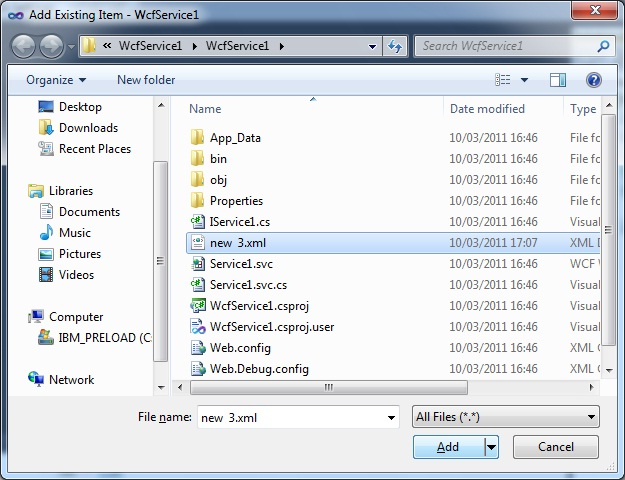 Add Existing Item - WcfService1
« WcfService1 WcfService1
Search WcfService1
Organize New folder
Desktop
Downloads
Recent Places
Libraries
Documents
Music
Pictures
Videos
Computer
IBM_PRELOAD (C:
Network
Name Date modified Type
App_Data 10/03/2011 16:46 File fo
bin 10/03/2011 16:46 File fo
obj 10/03/2011 16:46 File fo
Properties 10/03/2011 16:46 File fo
IService1.cs 10/03/2011 16:46 Visual
new 3.xml 10/03/2011 17:07 XML D
Service1.svc 10/03/2011 16:46 WCF W
Service1.svc.cs 10/03/2011 16:46 Visual
WcfService1.csproj 10/03/2011 16:46 Visual
WcfService1.csproj.user 10/03/2011 16:46 Visual
Web.config 10/03/2011 16:46 XML C
Web.Debug.config 10/03/2011 16:46 XML C
File name: new 3.xml All Files (*.*)
Add Cancel